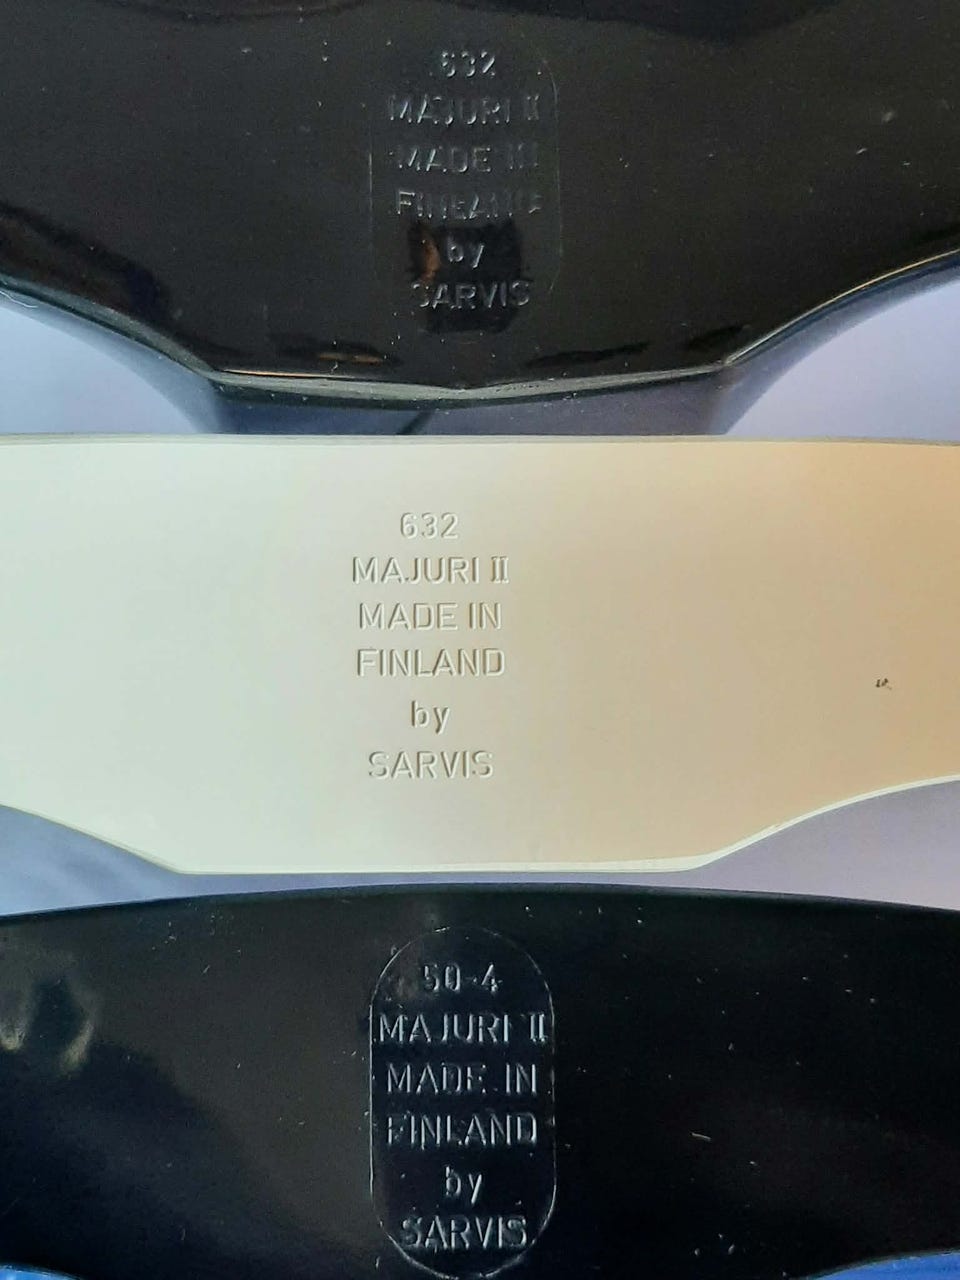 632
MAJURI II
MADE IN
FINLAND
by
SARVIS
632
MAJURI II
MADE IN
FINLAND
by
SARVIS
50-4
MAJURI II
MADE IN
FINLAND
by
SARVIS